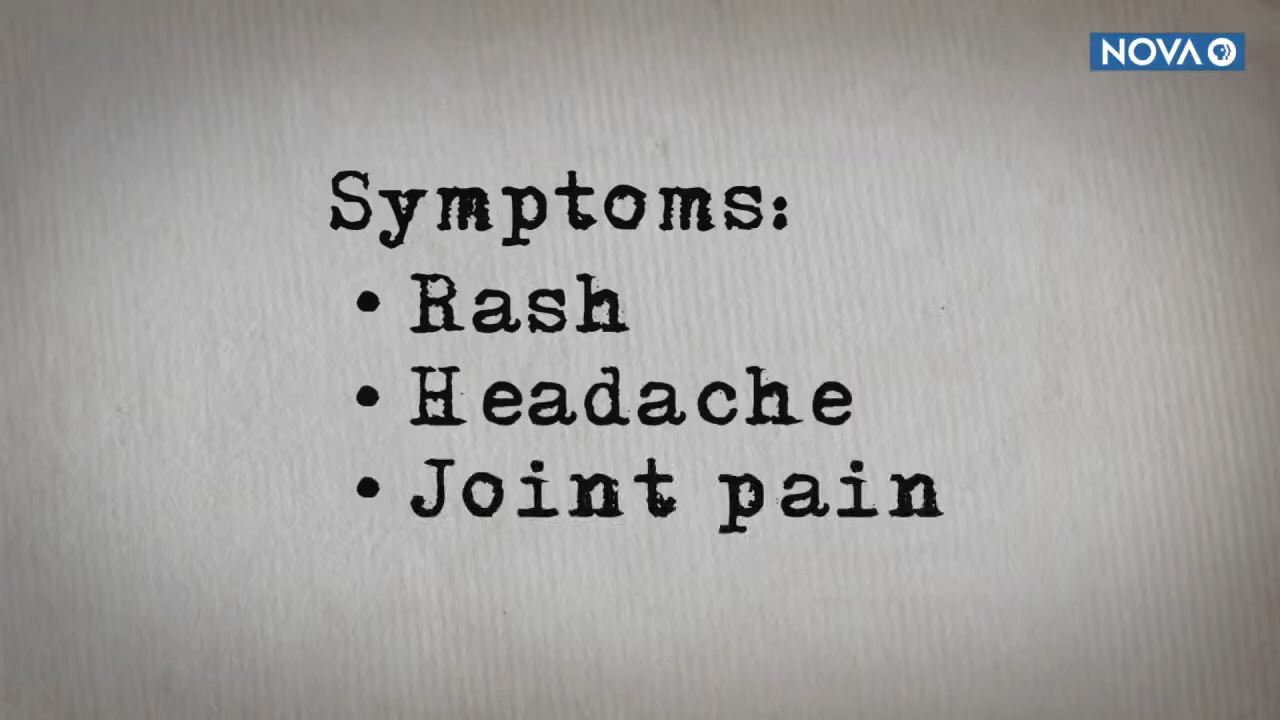 NOVA
Symptoms:
• Rash
• Headache
• Joint pain